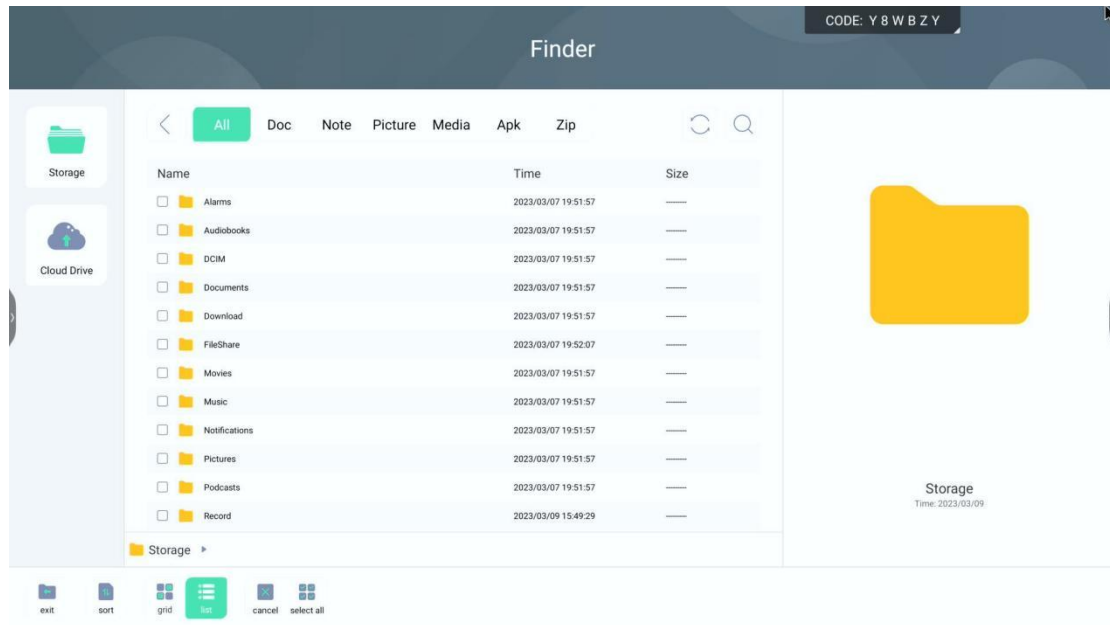 CODE: Y 8 W B Z Y
Finder
Storage
Cloud Drive
All Doc Note Picture Media Apk Zip
Name Time Size
Alarms 2023/03/07 19:51:57 ------
Audiobooks 2023/03/07 19:51:57 ------
DCIM 2023/03/07 19:51:57 ------
Documents 2023/03/07 19:51:57 ------
Download 2023/03/07 19:51:57 ------
FileShare 2023/03/07 19:52:07 ------
Movies 2023/03/07 19:51:57 ------
Music 2023/03/07 19:51:57 ------
Notifications 2023/03/07 19:51:57 ------
Pictures 2023/03/07 19:51:57 ------
Podcasts 2023/03/07 19:51:57 ------
Record 2023/03/09 15:49:29 ------
Storage
Time: 2023/03/09
Storage
exit sort grid list cancel select all